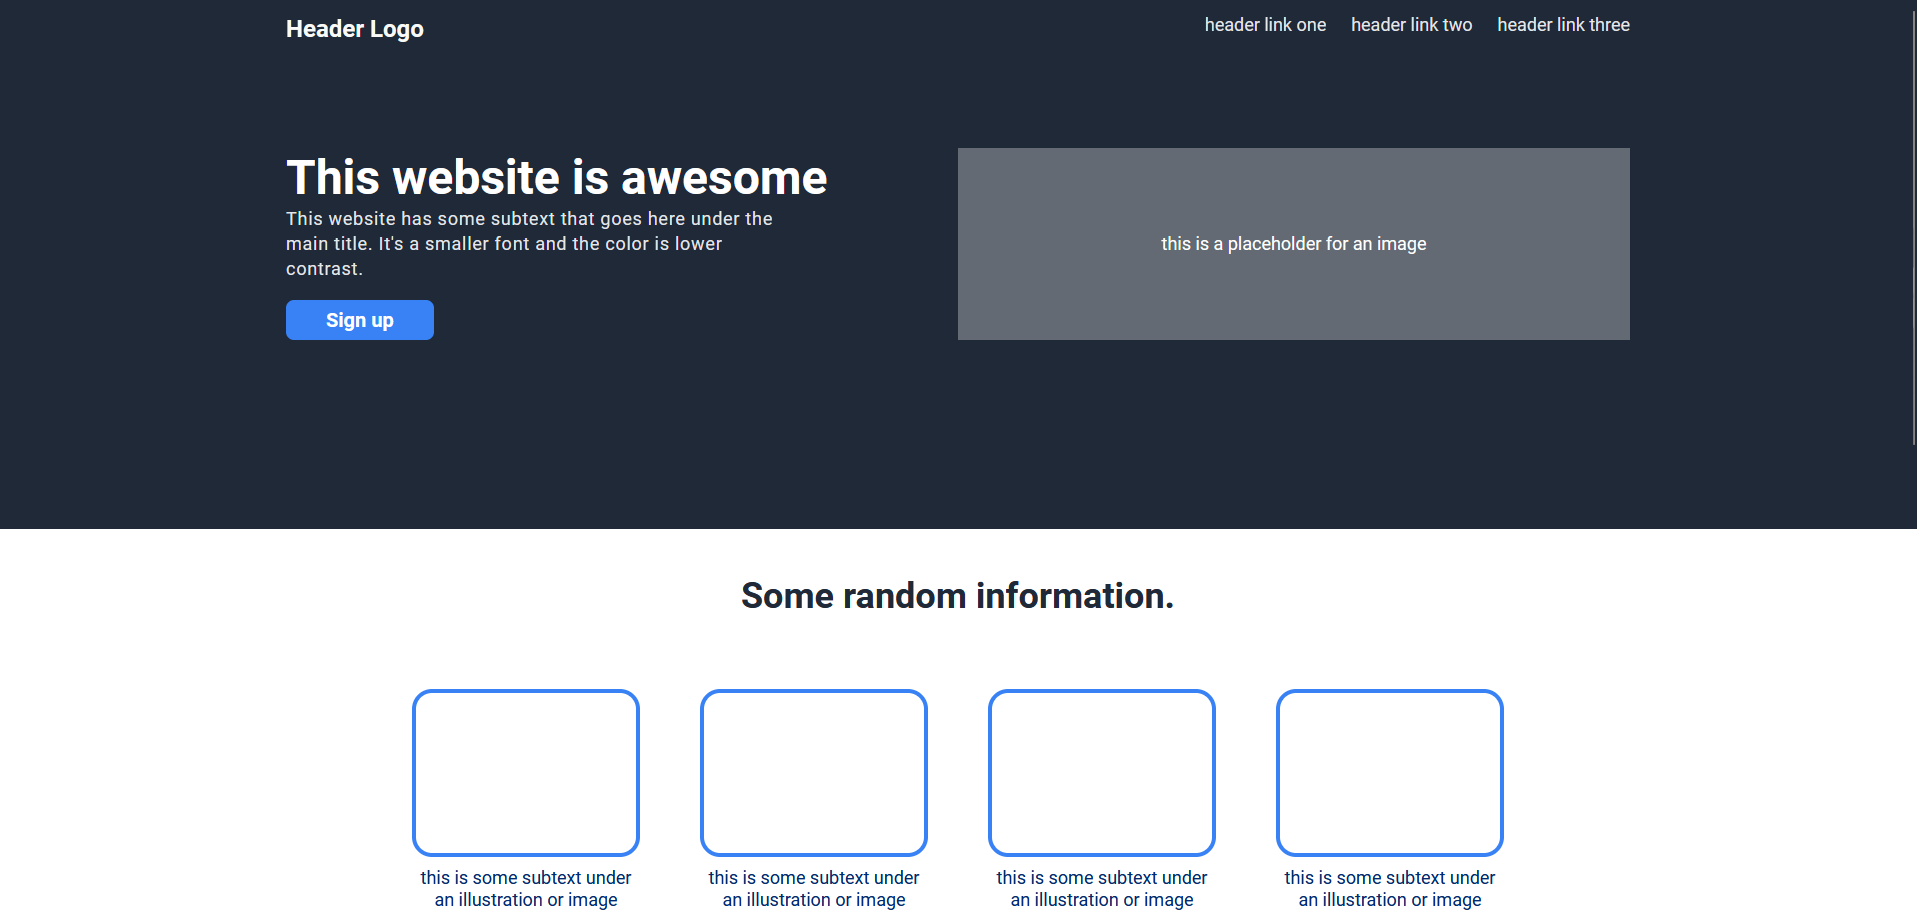 Header Logo
header link one
header link two
header link three
This website is awesome
This website has some subtext that goes here under the
main title. It's a smaller font and the color is lower
contrast.
Sign up
this is a placeholder for an image
Some random information.
this is some subtext under
an illustration or image
this is some subtext under
an illustration or image
this is some subtext under
an illustration or image
this is some subtext under
an illustration or image